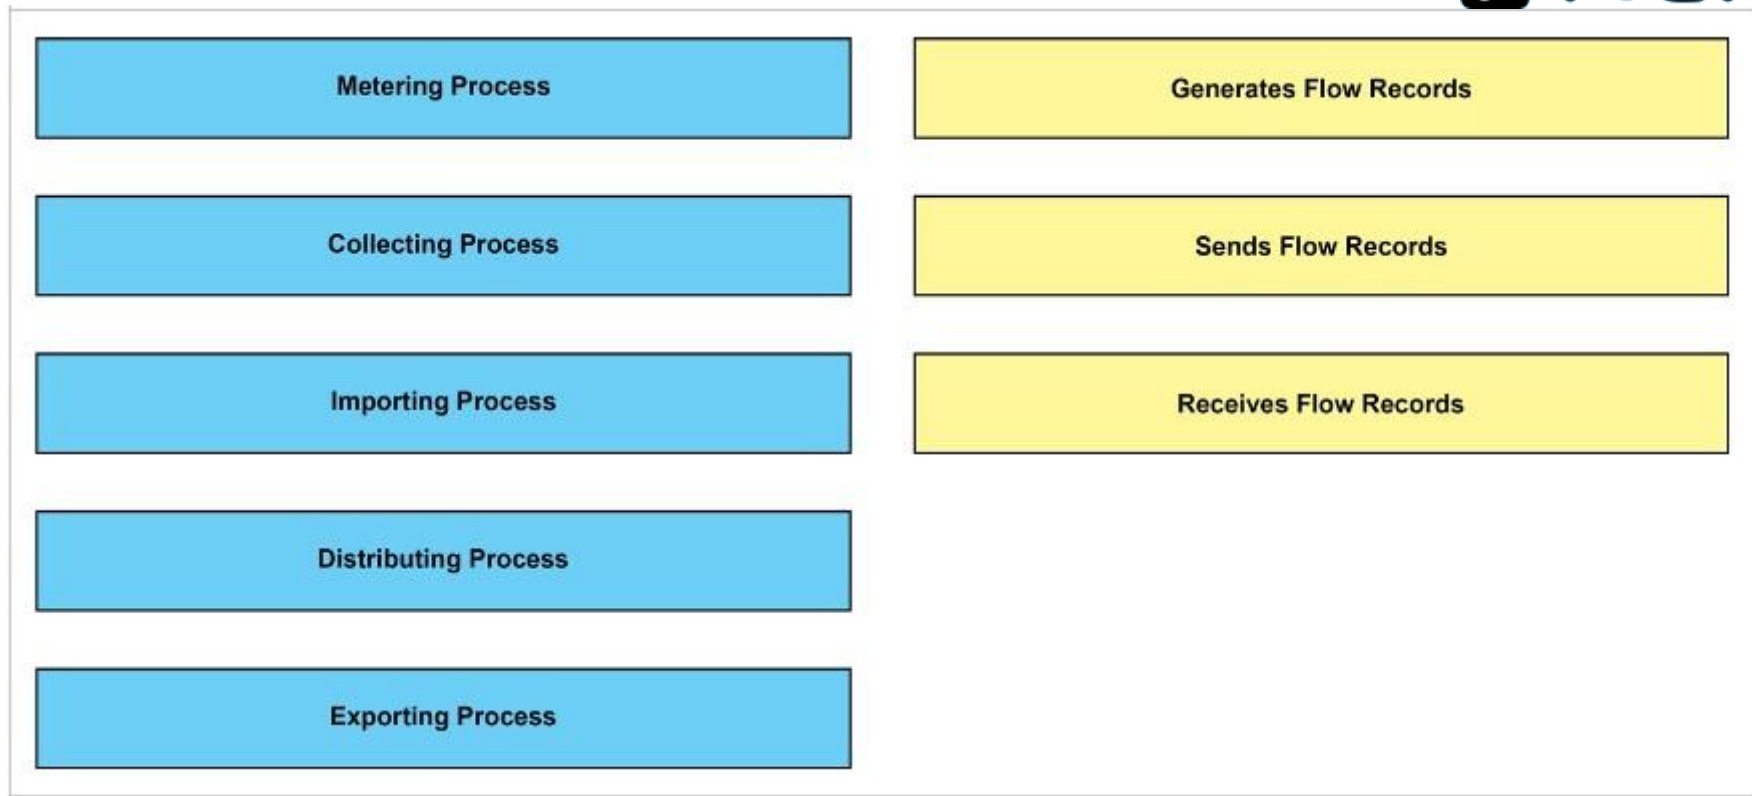 Metering Process
Generates Flow Records
Collecting Process
Sends Flow Records
Importing Process
Receives Flow Records
Distributing Process
Exporting Process